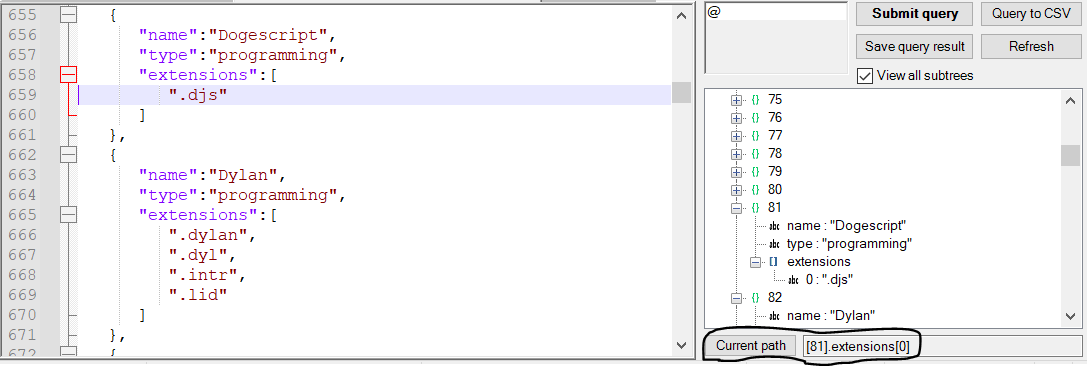 655 {
656 "name":"Dogescript",
657 "type":"programming",
658 "extensions":[
659 ".djs"
660 ]
661 },
662 {
663 "name":"Dylan",
664 "type":"programming",
665 "extensions":[
666 ".dylan",
667 ".dyl",
668 ".intr",
669 ".lid"
670 ]
671 },
672 {
@
Submit query
Query to CSV
Save query result
Refresh
View all subtrees
{} 75
{} 76
{} 77
{} 78
{} 79
{} 80
{} 81
abc name : "Dogescript"
abc type : "programming"
[] extensions
abc 0 : ".djs"
{} 82
abc name : "Dylan"
Current path
[81].extensions[0]